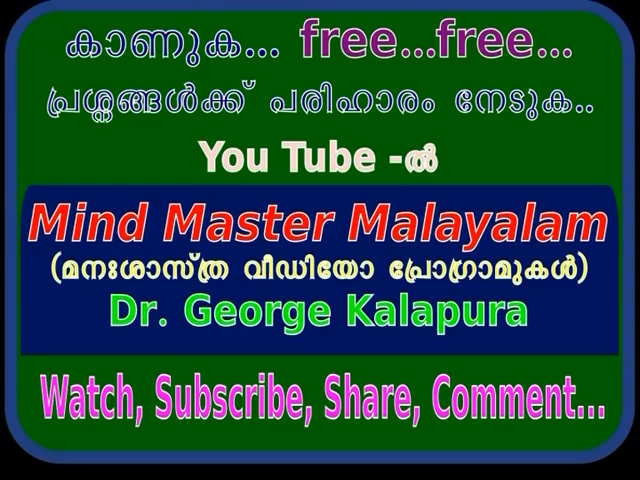 കാണുക... free...free...
പ്രശ്നങ്ങൾക്ക് പരിഹാരം നേടുക..
You Tube -ൽ
Mind Master Malayalam
(മനഃശാസ്ത്ര വീഡിയോ പ്രോഗ്രാമുകൾ)
Dr. George Kalapura
Watch, Subscribe, Share, Comment...